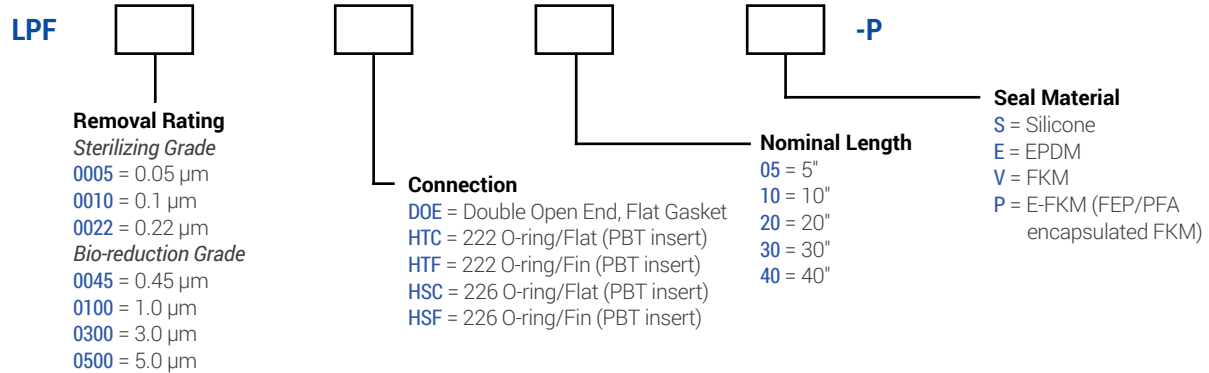 LPF
-P
Removal Rating
Sterilizing Grade
0005 = 0.05 µm
0010 = 0.1 µm
0022 = 0.22 µm
Bio-reduction Grade
0045 = 0.45 µm
0100 = 1.0 µm
0300 = 3.0 µm
0500 = 5.0 µm
Connection
DOE = Double Open End, Flat Gasket
HTC = 222 O-ring/Flat (PBT insert)
HTF = 222 O-ring/Fin (PBT insert)
HSC = 226 O-ring/Flat (PBT insert)
HSF = 226 O-ring/Fin (PBT insert)
Nominal Length
05 = 5"
10 = 10"
20 = 20"
30 = 30"
40 = 40"
Seal Material
S = Silicone
E = EPDM
V = FKM
P = E-FKM (FEP/PFA
encapsulated FKM)